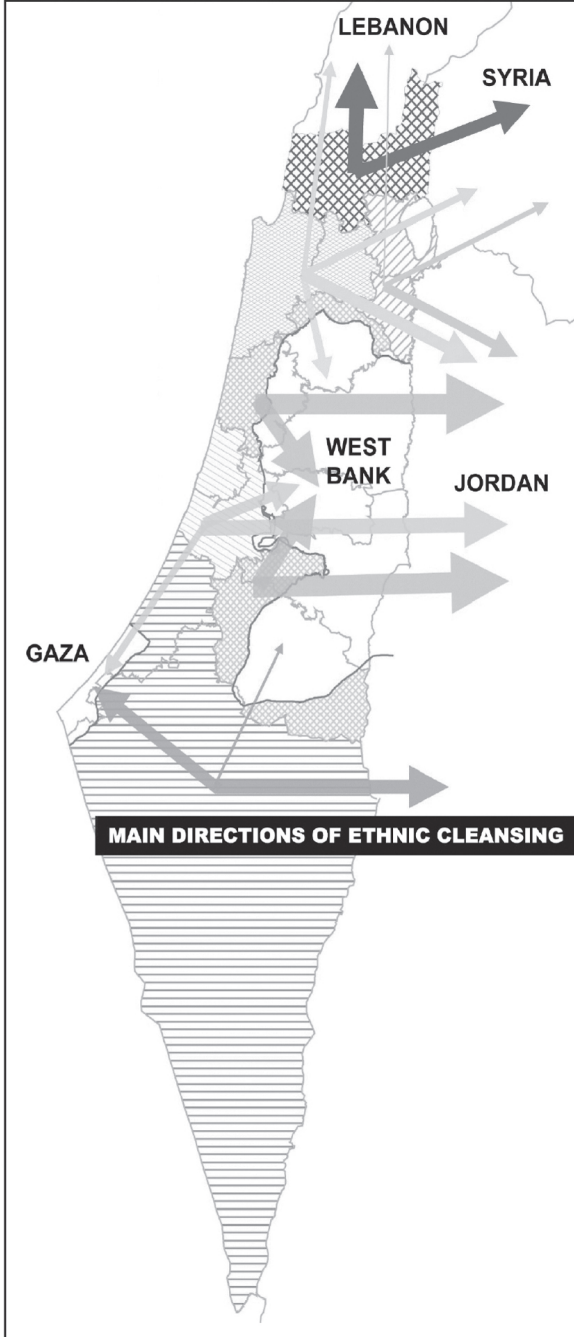 LEBANON
SYRIA
WEST
BANK
JORDAN
GAZA
MAIN DIRECTIONS OF ETHNIC CLEANSING